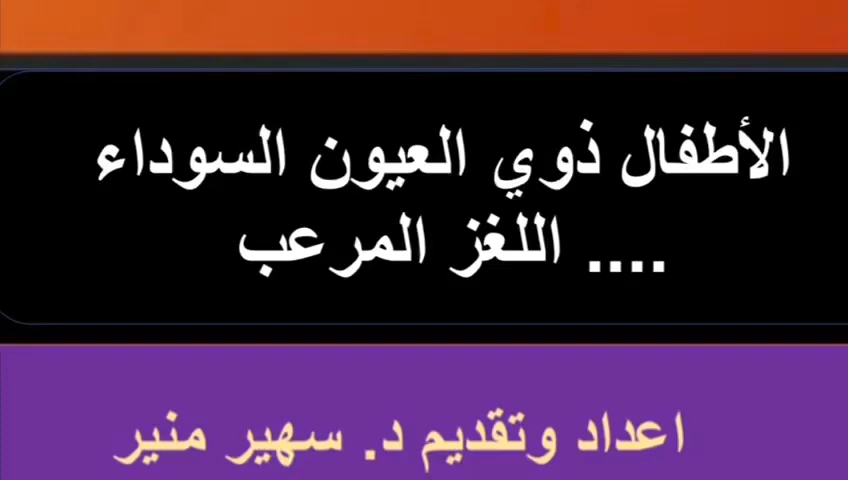 الأطفال ذوي العيون السوداء
.... اللغز المرعب
اعداد وتقديم د. سهير منير